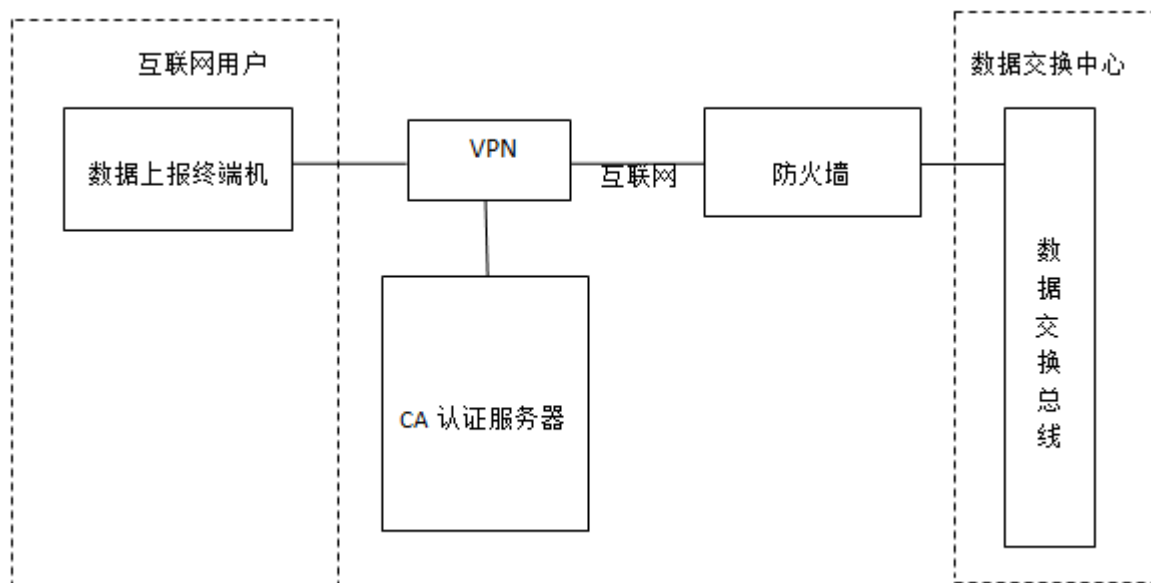 互联网用户
数据交换中心
数据上报终端机
VPN
互联网
防火墙
数据交换总线
CA 认证服务器